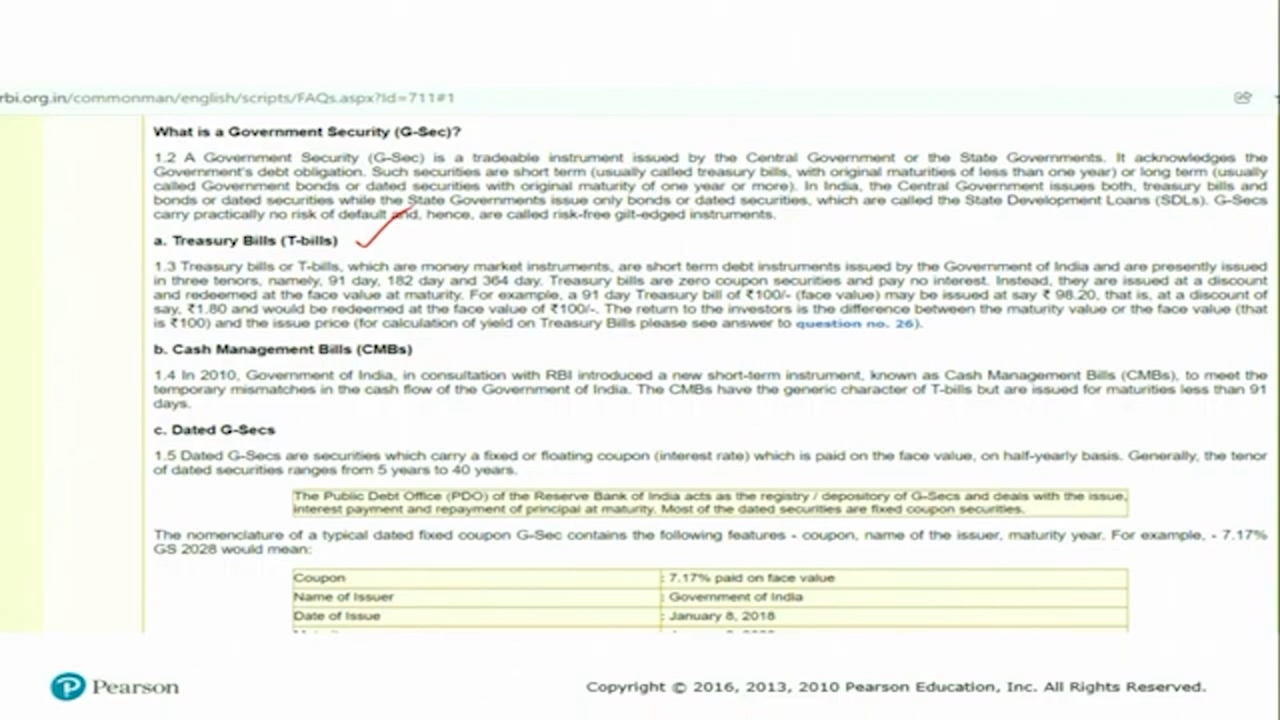 rbi.org.in/commonman/english/scripts/FAQs.aspx?Id=711#1
What is a Government Security (G-Sec)?
1.2 A Government Security (G-Sec) is a tradeable instrument issued by the Central Government or the State Governments. It acknowledges the
Government's debt obligation. Such securities are short term (usually called treasury bills, with original maturities of less than one year) or long term (usually
called Government bonds or dated securities with original maturity of one year or more). In India, the Central Government issues both, treasury bills and
bonds or dated securities while the State Governments issue only bonds or dated securities, which are called the State Development Loans (SDLs). G-Secs
carry practically no risk of default and, hence, are called risk-free gilt-edged instruments.
a. Treasury Bills (T-bills)
1.3 Treasury bills or T-bills, which are money market instruments, are short term debt instruments issued by the Government of India and are presently issued
in three tenors, namely, 91 day, 182 day and 364 day. Treasury bills are zero coupon securities and pay no interest. Instead, they are issued at a discount
and redeemed at the face value at maturity. For example, a 91 day Treasury bill of ₹100/- (face value) may be issued at say ₹ 98.20, that is, at a discount of
say, ₹1.80 and would be redeemed at the face value of ₹100/-. The return to the investors is the difference between the maturity value or the face value (that
is ₹100) and the issue price (for calculation of yield on Treasury Bills please see answer to question no. 26).
b. Cash Management Bills (CMBs)
1.4 In 2010, Government of India, in consultation with RBI introduced a new short-term instrument, known as Cash Management Bills (CMBs), to meet the
temporary mismatches in the cash flow of the Government of India. The CMBs have the generic character of T-bills but are issued for maturities less than 91
days.
c. Dated G-Secs
1.5 Dated G-Secs are securities which carry a fixed or floating coupon (interest rate) which is paid on the face value, on half-yearly basis. Generally, the tenor
of dated securities ranges from 5 years to 40 years.
The Public Debt Office (PDO) of the Reserve Bank of India acts as the registry / depository of G-Secs and deals with the issue,
interest payment and repayment of principal at maturity. Most of the dated securities are fixed coupon securities.
The nomenclature of a typical dated fixed coupon G-Sec contains the following features - coupon, name of the issuer, maturity year. For example, - 7.17%
GS 2028 would mean:
Coupon : 7.17% paid on face value
Name of Issuer : Government of India
Date of Issue : January 8, 2018
Pearson
Copyright © 2016, 2013, 2010 Pearson Education, Inc. All Rights Reserved.